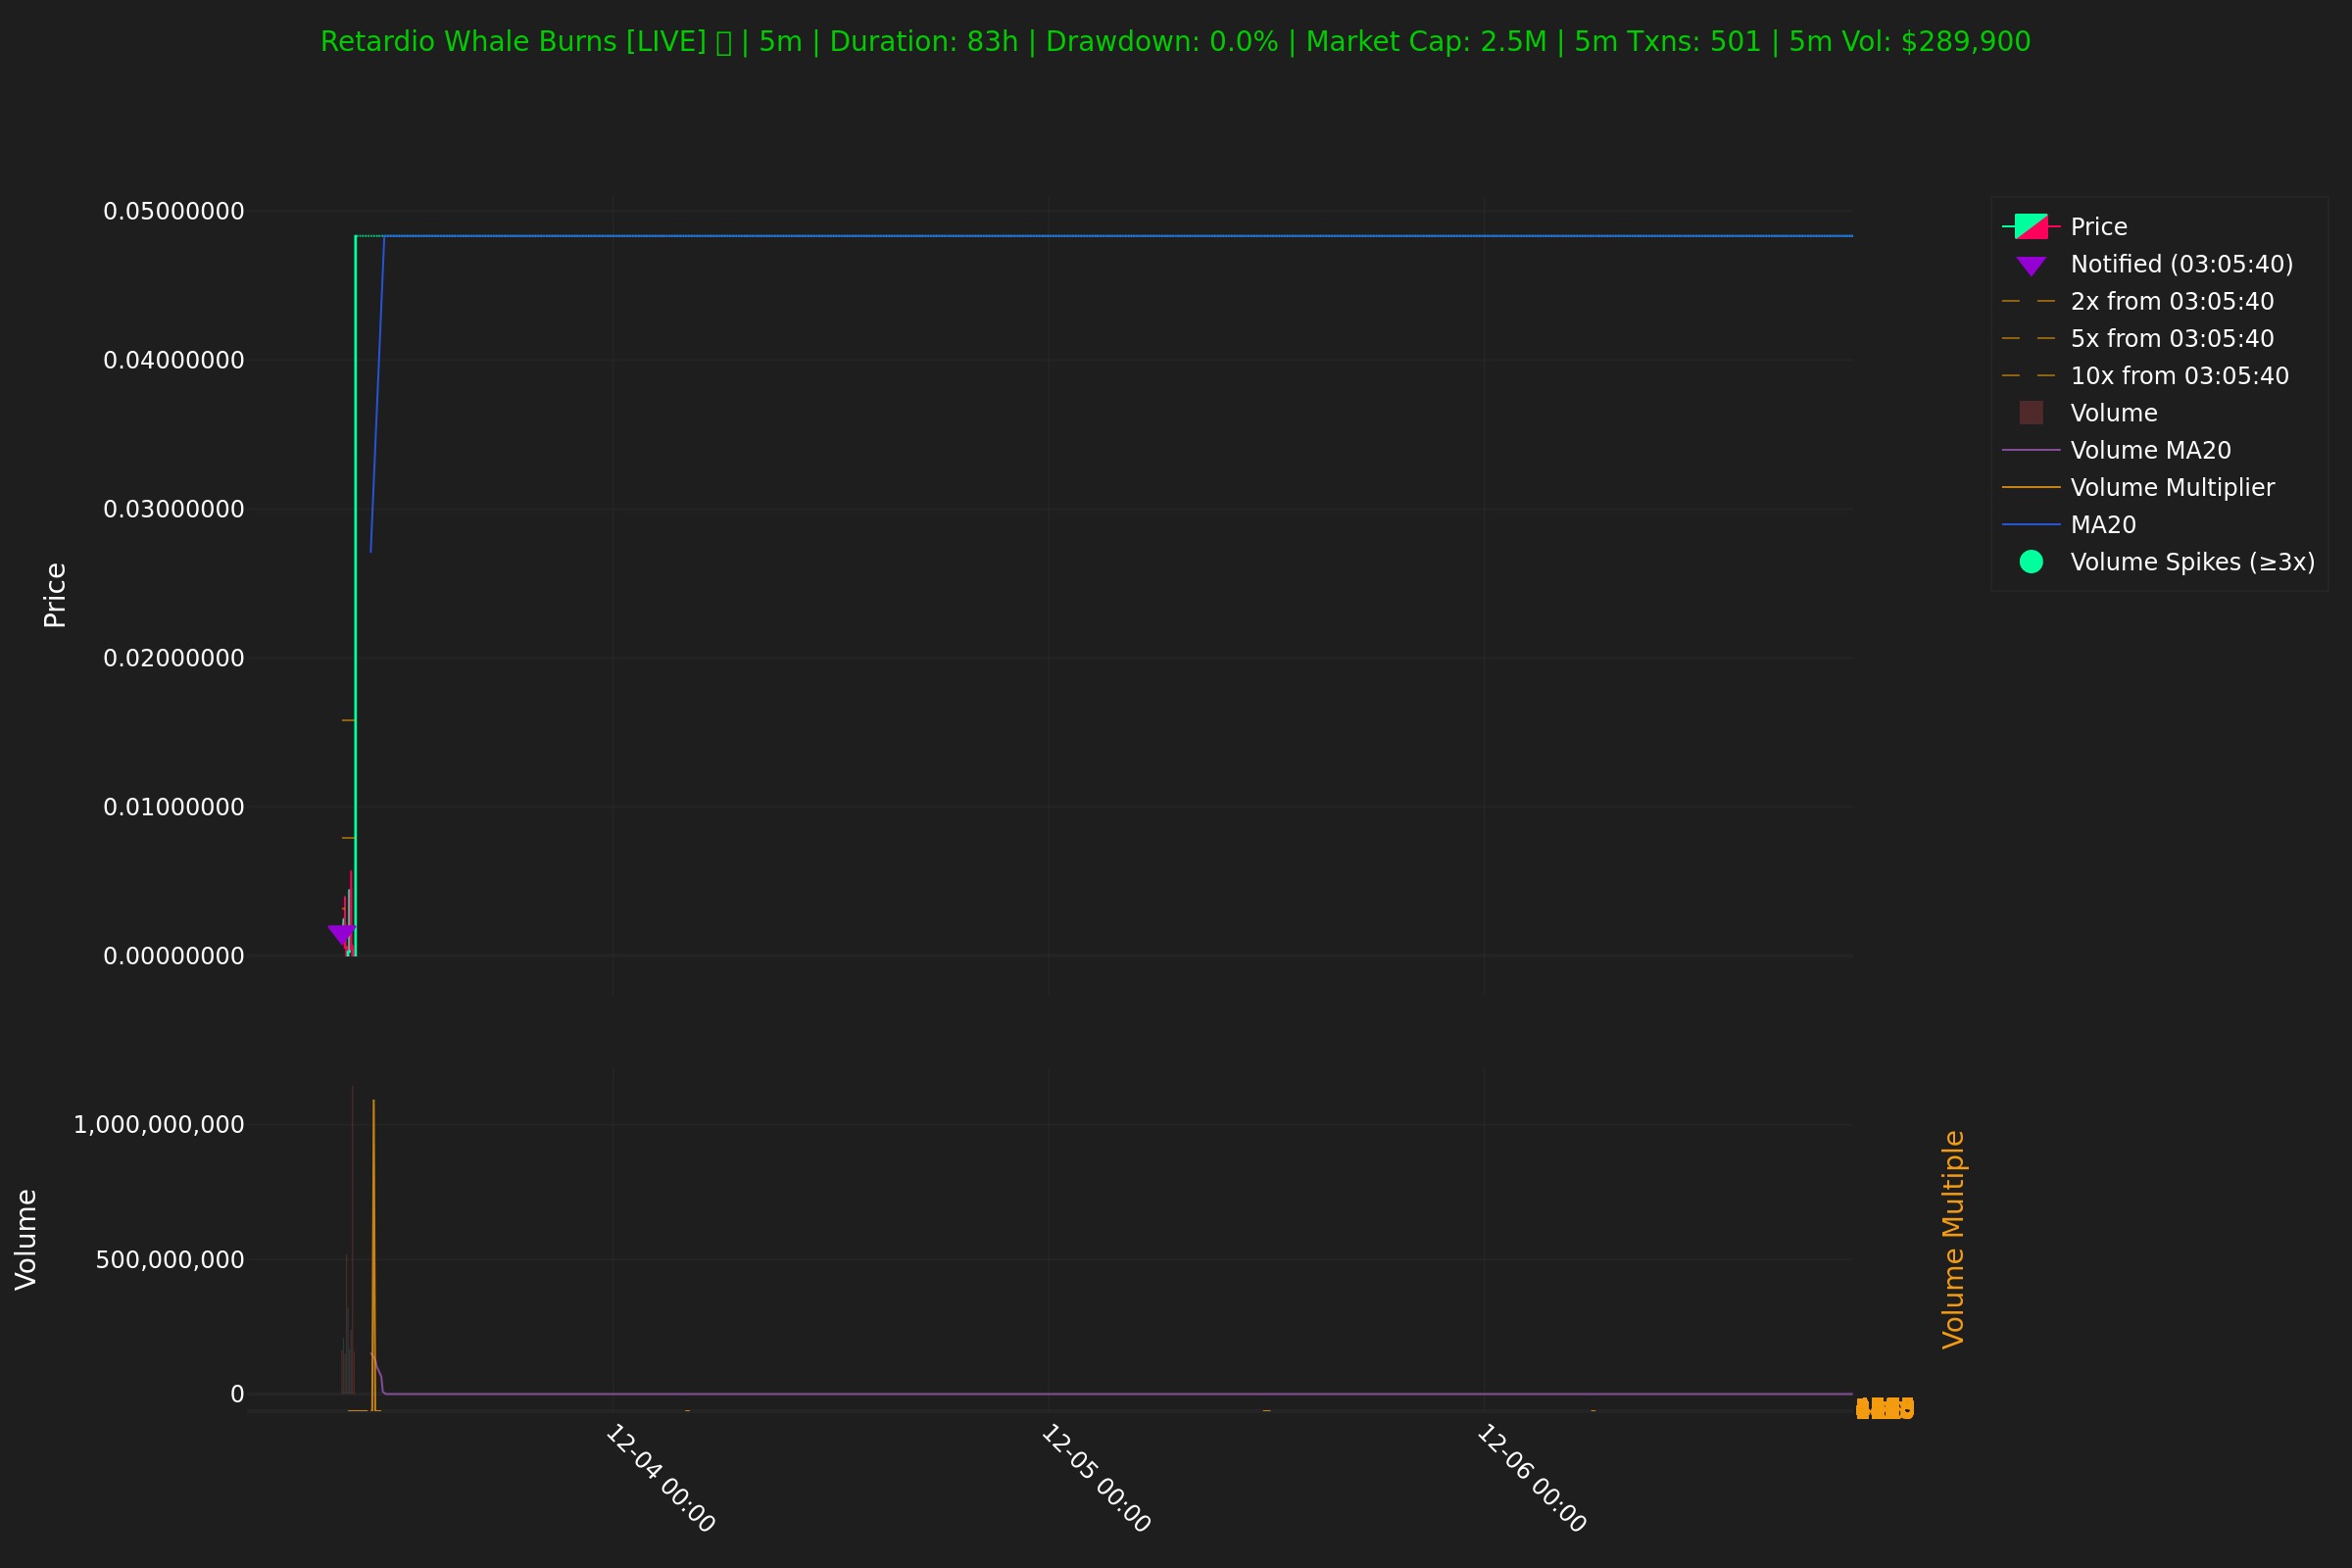 Retardio Whale Burns [LIVE] | 5m | Duration: 83h | Drawdown: 0.0% | Market Cap: 2.5M | 5m Txns: 501 | 5m Vol: $289,900
0.05000000
0.04000000
0.03000000
0.02000000
0.01000000
0.00000000
Price
Price
Notified (03:05:40)
2x from 03:05:40
5x from 03:05:40
10x from 03:05:40
Volume
Volume MA20
Volume Multiplier
MA20
Volume Spikes (≥3x)
1,000,000,000
500,000,000
0
Volume
Volume Multiple
12-04 00:00
12-05 00:00
12-06 00:00